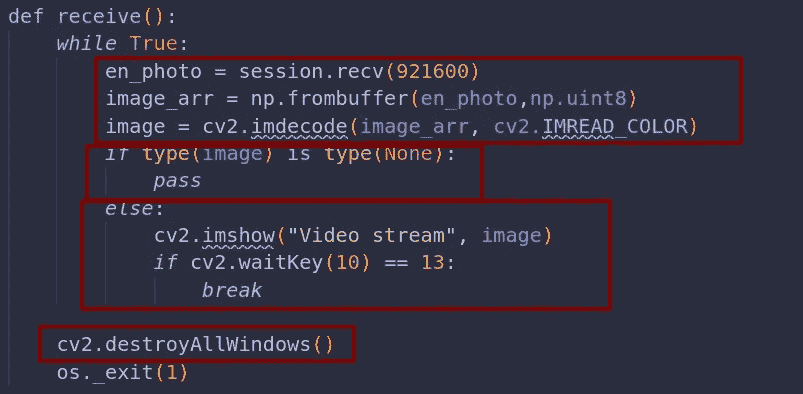 def receive():
    while True:
        en_photo = session.recv(921600)
        image_arr = np.frombuffer(en_photo,np.uint8)
        image = cv2.imdecode(image_arr, cv2.IMREAD_COLOR)
        if type(image) is type(None):
            pass
        else:
            cv2.imshow("Video stream", image)
            if cv2.waitKey(10) == 13:
                break

    cv2.destroyAllWindows()
    os._exit(1)